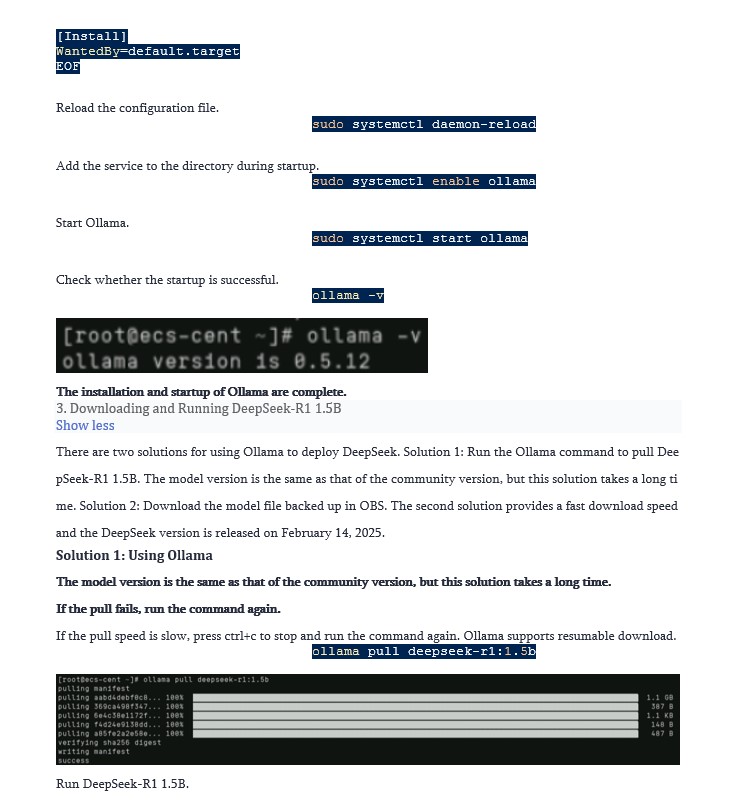 [Install]
WantedBy=default.target
EOF
Reload the configuration file.
sudo systemctl daemon-reload
Add the service to the directory during startup.
sudo systemctl enable ollama
Start Ollama.
sudo systemctl start ollama
Check whether the startup is successful.
ollama -v
[root@ecs-cent ~]# ollama -v
ollama version is 0.5.12
The installation and startup of Ollama are complete.
3. Downloading and Running DeepSeek-R1 1.5B
Show less
There are two solutions for using Ollama to deploy DeepSeek. Solution 1: Run the Ollama command to pull Dee
pSeek-R1 1.5B. The model version is the same as that of the community version, but this solution takes a long ti
me. Solution 2: Download the model file backed up in OBS. The second solution provides a fast download speed
and the DeepSeek version is released on February 14, 2025.
Solution 1: Using Ollama
The model version is the same as that of the community version, but this solution takes a long time.
If the pull fails, run the command again.
If the pull speed is slow, press ctrl+c to stop and run the command again. Ollama supports resumable download.
ollama pull deepseek-r1:1.5b
[root@ecs-cent ~]# ollama pull deepseek-r1:1.5b
pulling manifest
pulling aabd4debf0c8... 100% 1.1 GB
pulling 369ca498f347... 100% 387 B
pulling 6e4c38e1172f... 100% 1.1 KB
pulling f4d24e9138dd... 100% 148 B
pulling a85fe2a2e58e... 100% 487 B
verifying sha256 digest
writing manifest
success
Run DeepSeek-R1 1.5B.